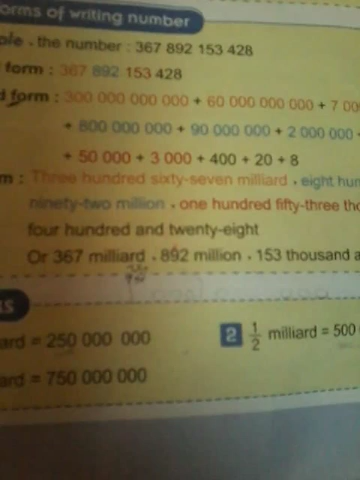 orms of writing number
ple . the number : 367 892 153 428
form : 367 892 153 428
d form : 300 000 000 000 + 60 000 000 000 + 7 00
+ 800 000 000 + 90 000 000 + 2 000 000 +
+ 50 000 + 3 000 + 400 + 20 + 8
m : Three hundred sixty-seven milliard , eight hun
ninety-two million , one hundred fifty-three tho
four hundred and twenty-eight
Or 367 milliard , 892 million , 153 thousand a
ks
ard = 250 000 000
2 1/2 milliard = 500
ard = 750 000 000